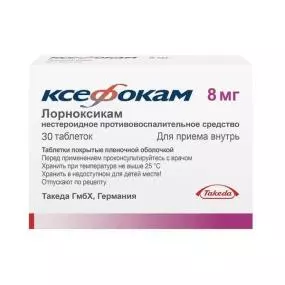 ксефокам 8 мг
Лорноксикам
нестероидное противовоспалительное средство
30 таблеток Для приема внутрь
Таблетки покрытые пленочной оболочкой
Перед применением проконсультируйтесь с врачом
Хранить при температуре не выше 25 °C
Хранить в недоступном для детей месте!
Отпускают по рецепту
Takeda
Такеда ГмбХ, Германия